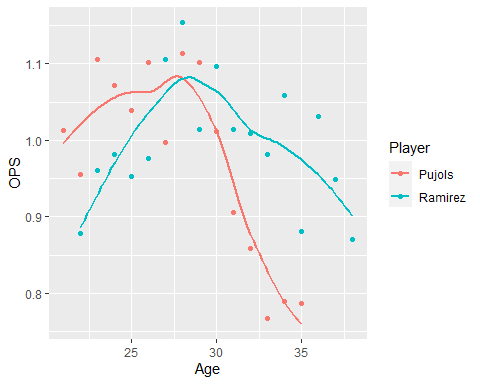 1.1
1.0
0.9
0.8
OPS
25 30 35
Age
Player
Pujols
Ramirez